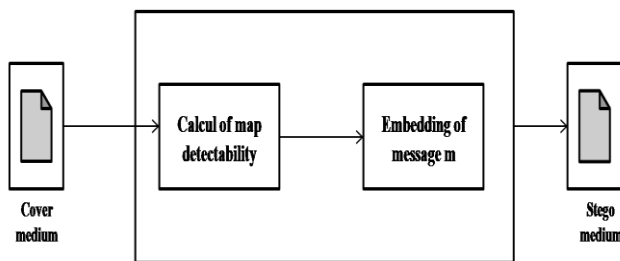 Calcul of map
detectability
Embedding of
message m
Cover
medium
Stego
medium